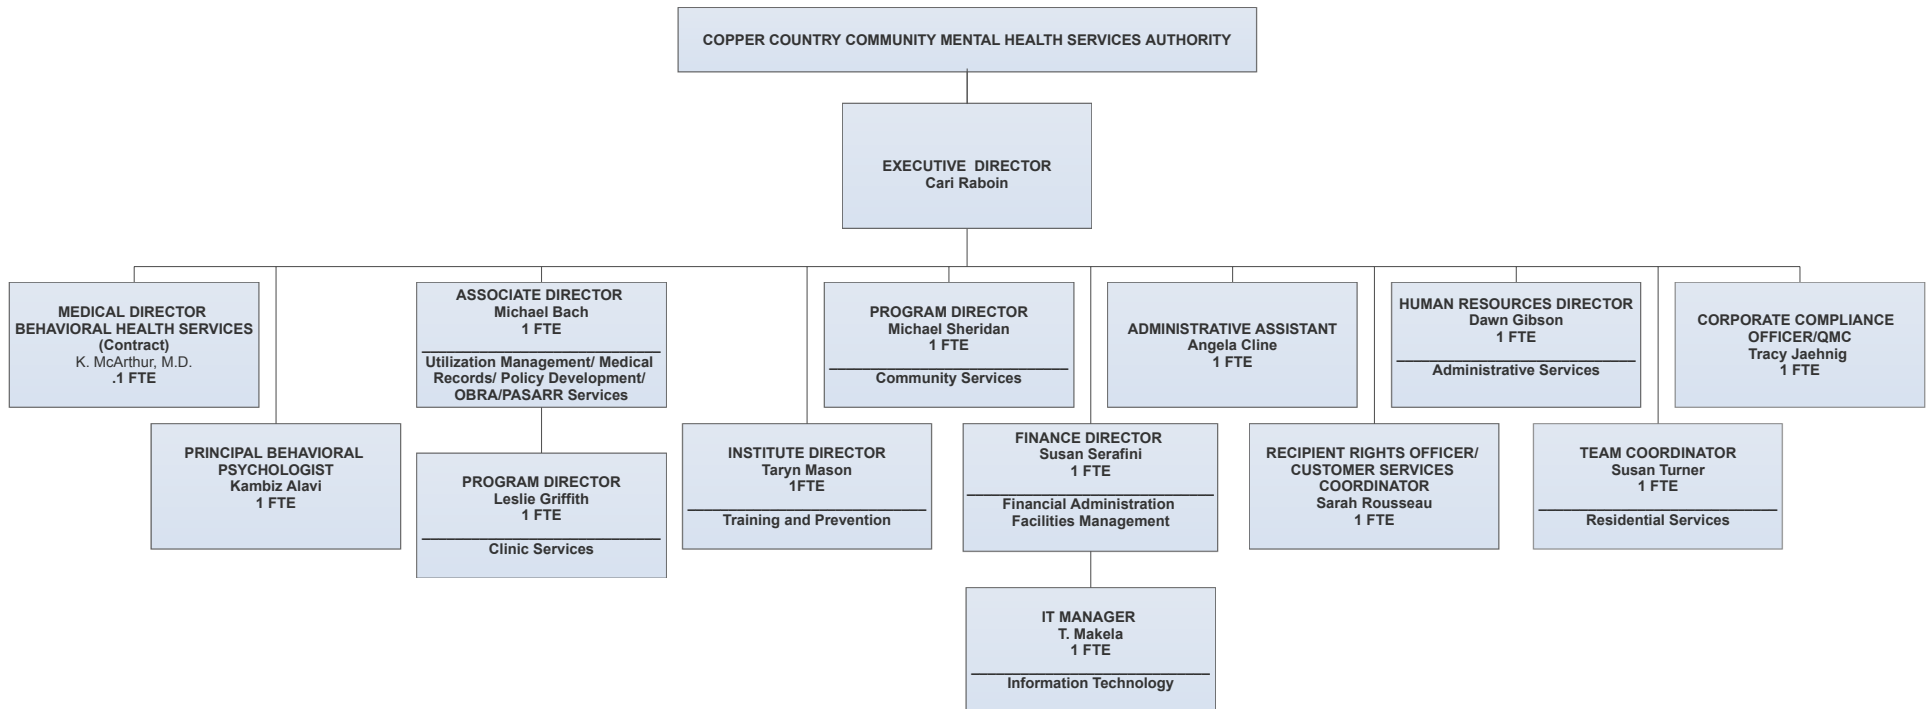 COPPER COUNTRY COMMUNITY MENTAL HEALTH SERVICES AUTHORITY
EXECUTIVE DIRECTOR
Cari Raboin
MEDICAL DIRECTOR
BEHAVIORAL HEALTH SERVICES
(Contract)
K. McArthur, M.D.
.1 FTE
PRINCIPAL BEHAVIORAL
PSYCHOLOGIST
Kambiz Alavi
1 FTE
ASSOCIATE DIRECTOR
Michael Bach
1 FTE
Utilization Management/ Medical
Records/ Policy Development/
OBRA/PASARR Services
PROGRAM DIRECTOR
Leslie Griffith
1 FTE
Clinic Services
INSTITUTE DIRECTOR
Taryn Mason
1FTE
Training and Prevention
PROGRAM DIRECTOR
Michael Sheridan
1 FTE
Community Services
FINANCE DIRECTOR
Susan Serafini
1 FTE
Financial Administration
Facilities Management
IT MANAGER
T. Makela
1 FTE
Information Technology
ADMINISTRATIVE ASSISTANT
Angela Cline
1 FTE
RECIPIENT RIGHTS OFFICER/
CUSTOMER SERVICES
COORDINATOR
Sarah Rousseau
1 FTE
HUMAN RESOURCES DIRECTOR
Dawn Gibson
1 FTE
Administrative Services
TEAM COORDINATOR
Susan Turner
1 FTE
Residential Services
CORPORATE COMPLIANCE
OFFICER/QMC
Tracy Jaehnig
1 FTE